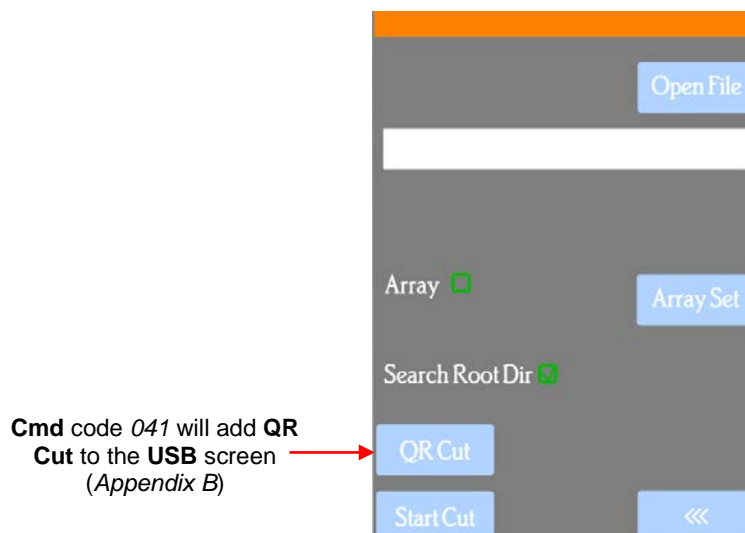 Open File
Array
Array Set
Search Root Dir
Cmd code 041 will add QR
Cut to the USB screen
(Appendix B)
QR Cut
Start Cut
<<<